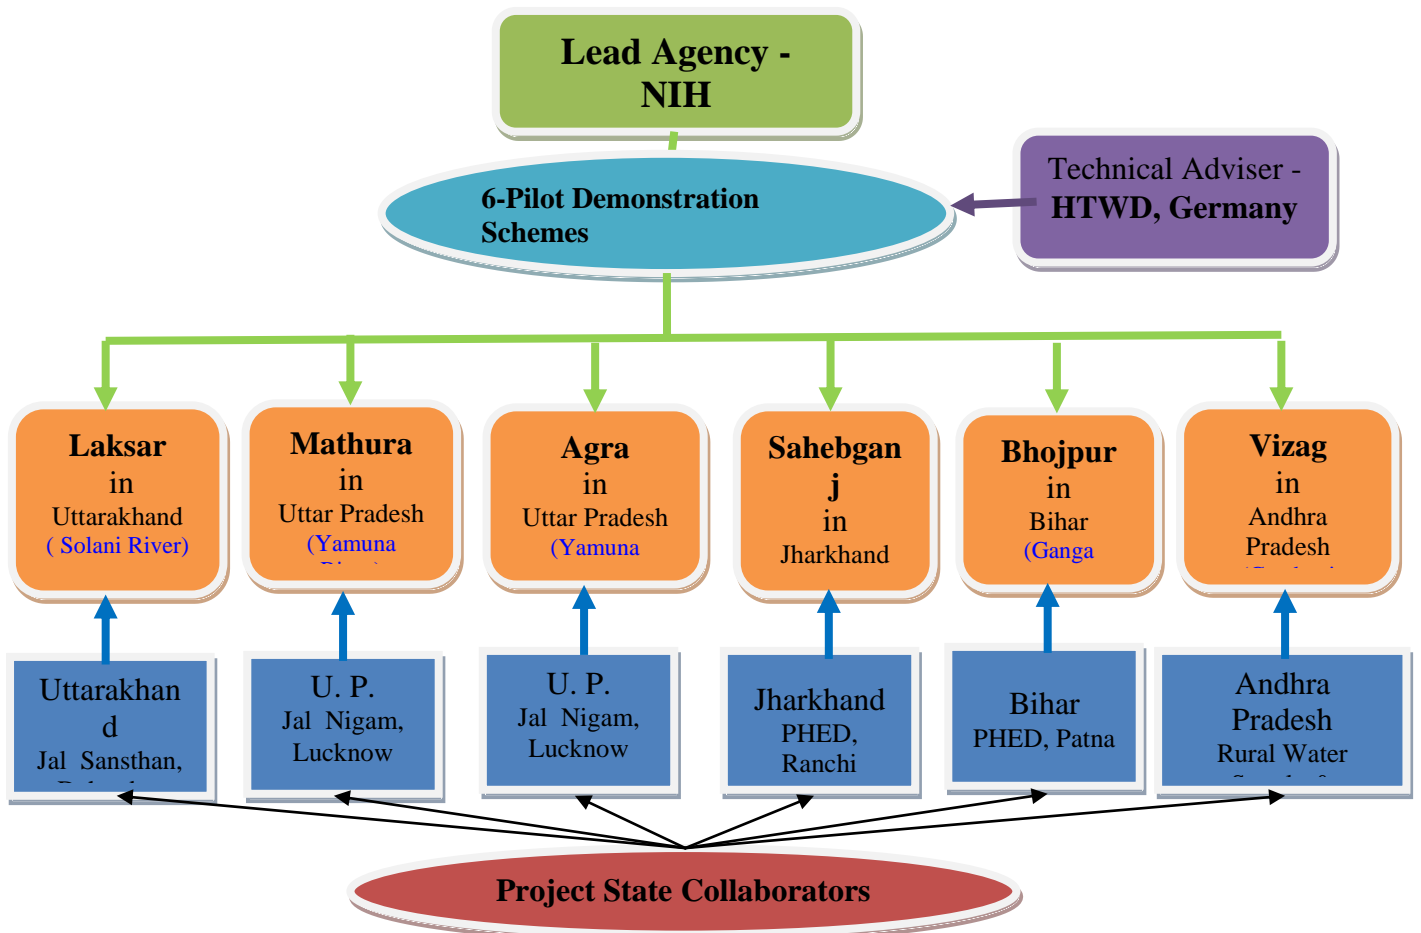 Lead Agency -
NIH
Technical Adviser -
HTWD, Germany
6-Pilot Demonstration
Schemes
Laksar
in
Uttarakhand
( Solani River)
Mathura
in
Uttar Pradesh
(Yamuna
Agra
in
Uttar Pradesh
(Yamuna
Sahebgan
j
in
Jharkhand
Bhojpur
in
Bihar
(Ganga
Vizag
in
Andhra
Pradesh
Uttarakhan
d
Jal Sansthan,
U. P.
Jal Nigam,
Lucknow
U. P.
Jal Nigam,
Lucknow
Jharkhand
PHED,
Ranchi
Bihar
PHED, Patna
Andhra
Pradesh
Rural Water
Project State Collaborators